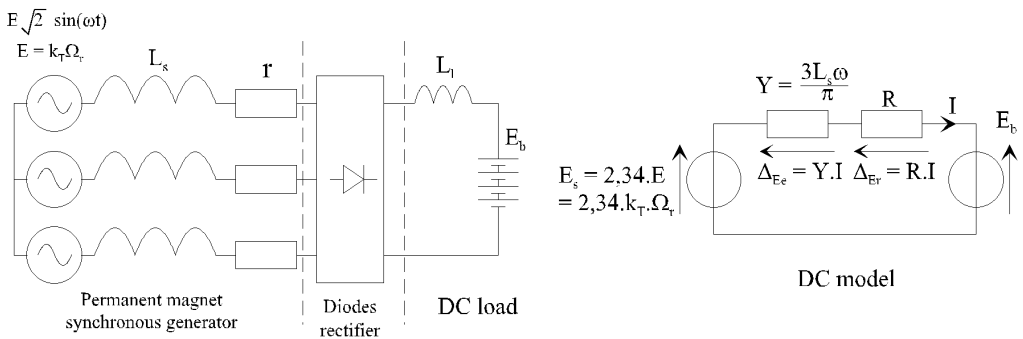 E√2 sin(ωt)
E = k_TΩ_r
L_s
r
L_l
E_b
Permanent magnet
synchronous generator
Diodes
rectifier
DC load
Y = 3L_sω/π
R
I
E_b
E_s = 2,34.E
= 2,34.k_T.Ω_r
Δ_Ee = Y.I
Δ_Er = R.I
DC model